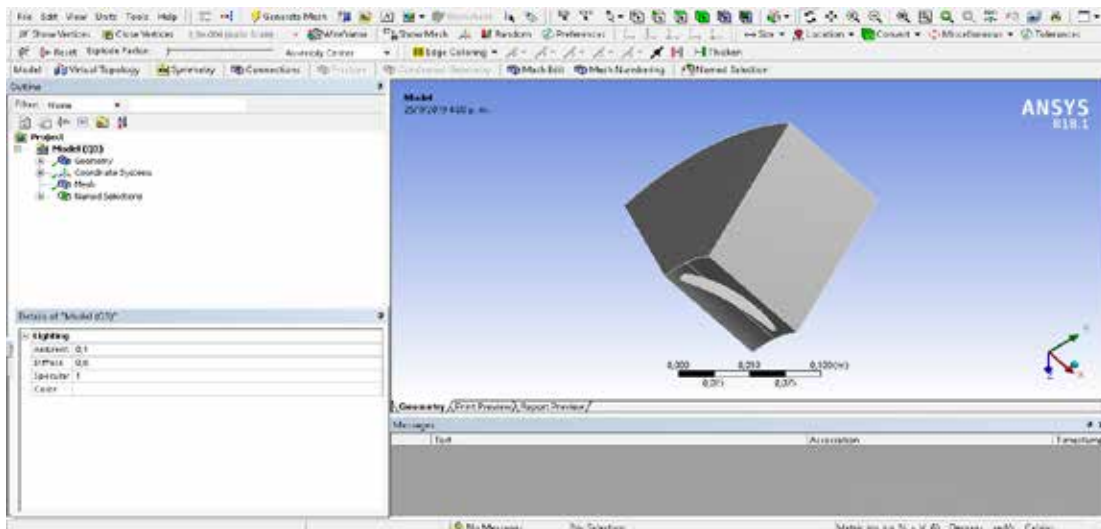 File Edit View Units Tools Help Generate Mesh
Show Vertices Close Vertices Wireframe Show Mesh Random Preferences Size Location Convert Miscellaneous Tolerances
Reset Explode Factor: Assembly Center Edge Coloring Thicken
Model Virtual Topology Symmetry Connections Mesh Edit Mesh Numbering Named Selection
Outline
Filter: Name
Project
Model (C3)
Geometry
Coordinate Systems
Mesh
Named Selections
Details of "Model (C3)"
Lighting
Ambient 0,1
Diffuse 0,6
Specular 1
Color
Model
ANSYS
R18.1
0,000 0,050 0,100 (m)
0,025 0,075
Geometry Print Preview Report Preview
Messages
Text Association Timestamp
No Messages No Selection